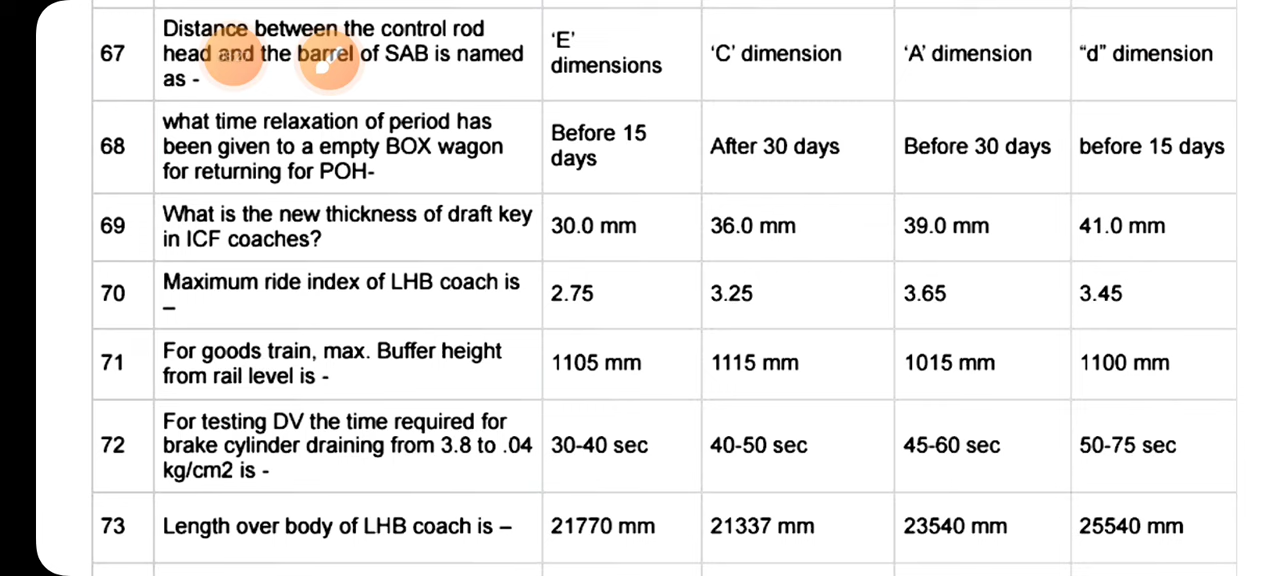 67
Distance between the control rod
head and the barrel of SAB is named
as -
‘E’
dimensions
‘C’ dimension
‘A’ dimension
“d” dimension
68
what time relaxation of period has
been given to a empty BOX wagon
for returning for POH-
Before 15
days
After 30 days
Before 30 days
before 15 days
69
What is the new thickness of draft key
in ICF coaches?
30.0 mm
36.0 mm
39.0 mm
41.0 mm
70
Maximum ride index of LHB coach is
–
2.75
3.25
3.65
3.45
71
For goods train, max. Buffer height
from rail level is -
1105 mm
1115 mm
1015 mm
1100 mm
72
For testing DV the time required for
brake cylinder draining from 3.8 to .04
kg/cm2 is -
30-40 sec
40-50 sec
45-60 sec
50-75 sec
73
Length over body of LHB coach is –
21770 mm
21337 mm
23540 mm
25540 mm